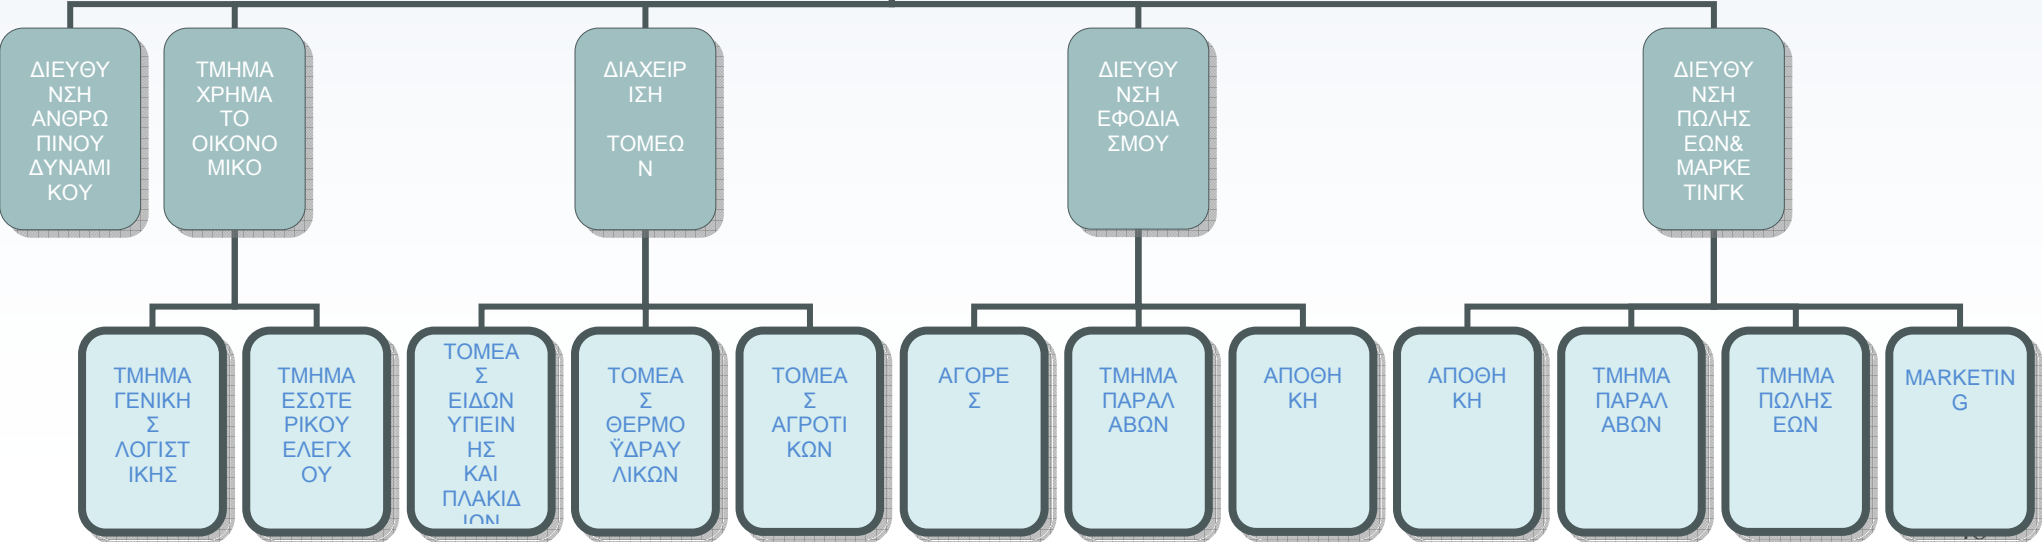 ΔΙΕΥΘΥ
ΝΣΗ
ΑΝΘΡΩ
ΠΙΝΟΥ
ΔΥΝΑΜΙ
ΚΟΥ
ΤΜΗΜΑ
ΧΡΗΜΑ
ΤΟ
ΟΙΚΟΝΟ
ΜΙΚΟ
ΔΙΑΧΕΙΡ
ΙΣΗ
ΤΟΜΕΩ
Ν
ΔΙΕΥΘΥ
ΝΣΗ
ΕΦΟΔΙΑ
ΣΜΟΥ
ΔΙΕΥΘΥ
ΝΣΗ
ΠΩΛΗΣ
ΕΩΝ&
ΜΑΡΚΕ
ΤΙΝΓΚ
ΤΜΗΜΑ
ΓΕΝΙΚΗ
Σ
ΛΟΓΙΣΤ
ΙΚΗΣ
ΤΜΗΜΑ
ΕΣΩΤΕ
ΡΙΚΟΥ
ΕΛΕΓΧ
ΟΥ
ΤΟΜΕΑ
Σ
ΕΙΔΩΝ
ΥΓΙΕΙΝ
ΗΣ
ΚΑΙ
ΠΛΑΚΙΔ
ΙΩΝ
ΤΟΜΕΑ
Σ
ΘΕΡΜΟ
ΫΔΡΑΥ
ΛΙΚΩΝ
ΤΟΜΕΑ
Σ
ΑΓΡΟΤΙ
ΚΩΝ
ΑΓΟΡΕ
Σ
ΤΜΗΜΑ
ΠΑΡΑΛ
ΑΒΩΝ
ΑΠΟΘΗ
ΚΗ
ΑΠΟΘΗ
ΚΗ
ΤΜΗΜΑ
ΠΑΡΑΛ
ΑΒΩΝ
ΤΜΗΜΑ
ΠΩΛΗΣ
ΕΩΝ
MARKETIN
G